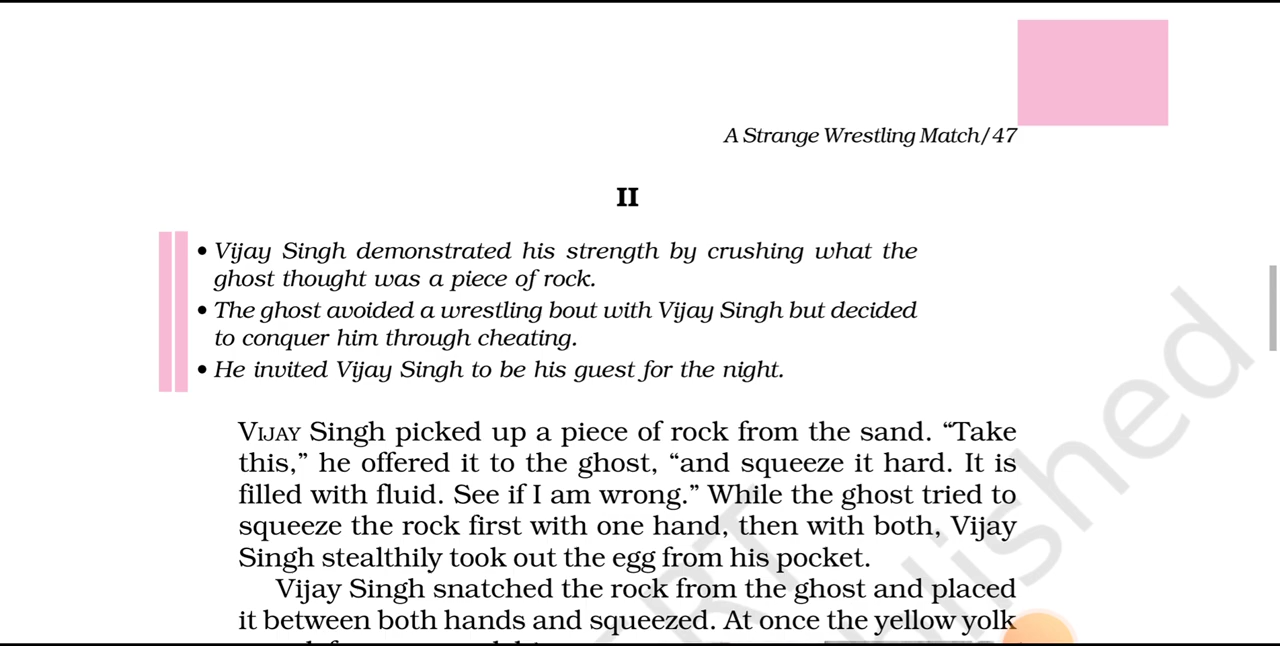 A Strange Wrestling Match/47
II
• Vijay Singh demonstrated his strength by crushing what the
ghost thought was a piece of rock.
• The ghost avoided a wrestling bout with Vijay Singh but decided
to conquer him through cheating.
• He invited Vijay Singh to be his guest for the night.
VIJAY Singh picked up a piece of rock from the sand. “Take
this,” he offered it to the ghost, “and squeeze it hard. It is
filled with fluid. See if I am wrong.” While the ghost tried to
squeeze the rock first with one hand, then with both, Vijay
Singh stealthily took out the egg from his pocket.
Vijay Singh snatched the rock from the ghost and placed
it between both hands and squeezed. At once the yellow yolk